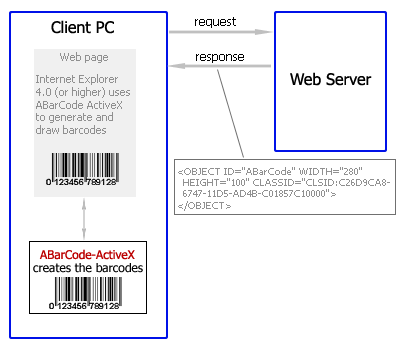 Client PC
Web page
Internet Explorer
4.0 (or higher) uses
ABarCode ActiveX
to generate and
draw barcodes
0 123456 789128
ABarCode-ActiveX
creates the barcodes
0 123456 789128
request
response
Web Server
<OBJECT ID="ABarCode" WIDTH="280"
HEIGHT="100" CLASSID="CLSID:C26D9CA8-
6747-11D5-AD4B-C01857C10000">
</OBJECT>